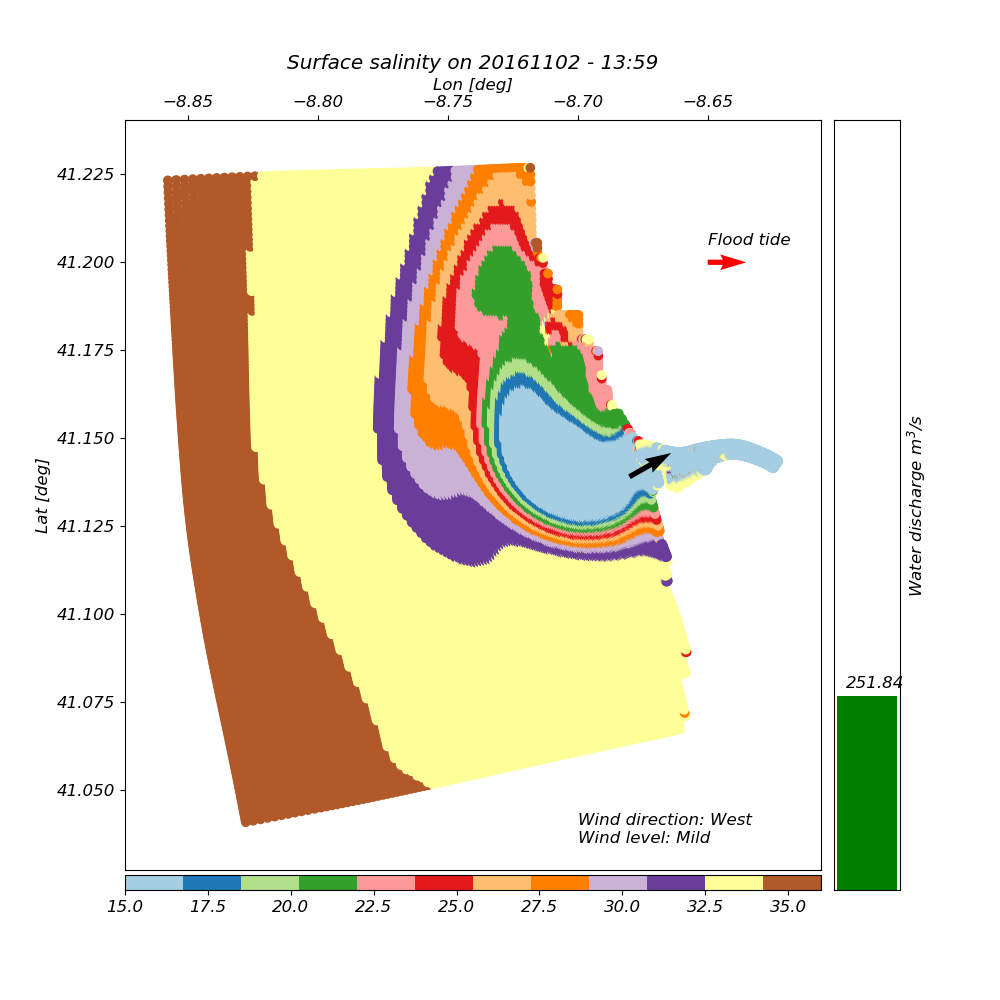 Surface salinity on 20161102 - 13:59
Lon [deg]
−8.85 −8.80 −8.75 −8.70 −8.65
41.225
41.200
41.175
41.150
41.125
41.100
41.075
41.050
Lat [deg]
Flood tide
Wind direction: West
Wind level: Mild
15.0 17.5 20.0 22.5 25.0 27.5 30.0 32.5 35.0
251.84
Water discharge m³/s